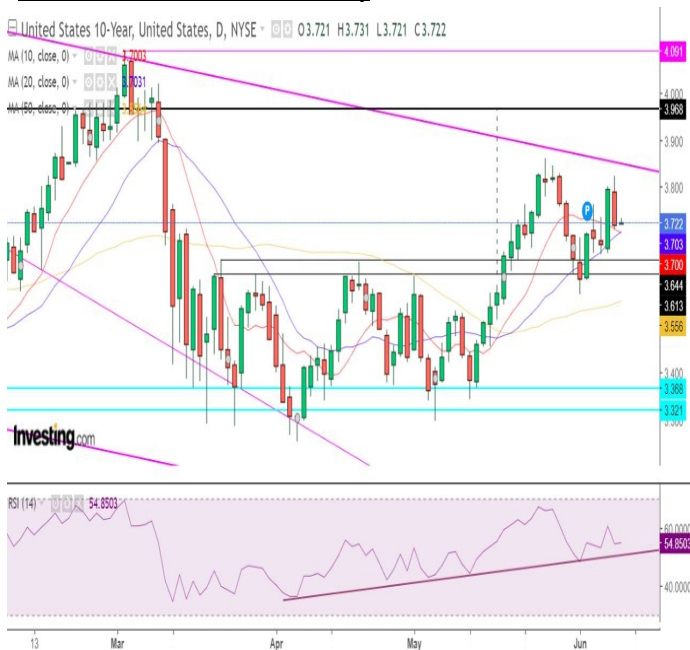 United States 10-Year, United States, D, NYSE O3.721 H3.731 L3.721 C3.722
MA (10, close, 0) 3.7003
MA (20, close, 0) 3.7031
MA (50, close, 0)
4.091
4.000
3.968
3.900
3.800
3.722
3.703
3.700
3.644
3.613
3.556
3.400
3.368
3.321
3.300
P
Investing.com
RSI (14) 54.8503
60.0000
54.8503
40.0000
13 Mar Apr May Jun